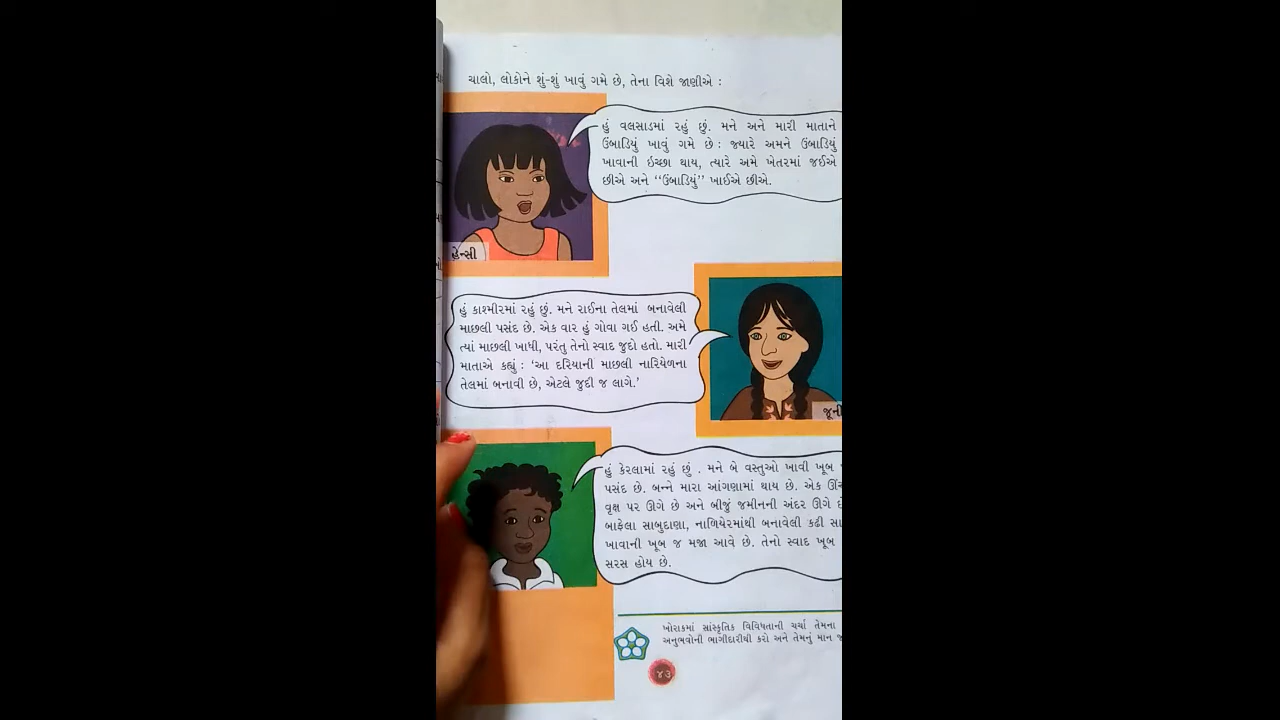 ચાલો, લોકોને શું-શું ખાવું ગમે છે, તેના વિશે જાણીએ :
હું વલસાડમાં રહું છું. મને અને મારી માતાને
ઉંબાડિયું ખાવું ગમે છે : જ્યારે અમને ઉંબાડિયું
ખાવાની ઇચ્છા થાય, ત્યારે અમે ખેતરમાં જઈએ
છીએ અને ‘‘ઉંબાડિયું’’ ખાઈએ છીએ.
હેન્સી
હું કાશ્મીરમાં રહું છું. મને રાઈના તેલમાં બનાવેલી
માછલી પસંદ છે. એક વાર હું ગોવા ગઈ હતી. અમે
ત્યાં માછલી ખાધી, પરંતુ તેનો સ્વાદ જુદો હતો. મારી
માતાએ કહ્યું : ‘આ દરિયાની માછલી નારિયેળના
તેલમાં બનાવી છે, એટલે જુદી જ લાગે.’
હું કેરલામાં રહું છું . મને બે વસ્તુઓ ખાવી ખૂબ
પસંદ છે. બન્ને મારા આંગણામાં થાય છે. એક
વૃક્ષ પર ઊગે છે અને બીજું જમીનની અંદર ઊગે
બાફેલા સાબુદાણા, નાળિયેરમાંથી બનાવેલી કઢી
ખાવાની ખૂબ જ મજા આવે છે. તેનો સ્વાદ ખૂબ
સરસ હોય છે.
ખોરાકમાં સાંસ્કૃતિક વિવિધતાની ચર્ચા તેમના
અનુભવોની ભાગીદારીથી કરો અને તેમનું માન
૪૩